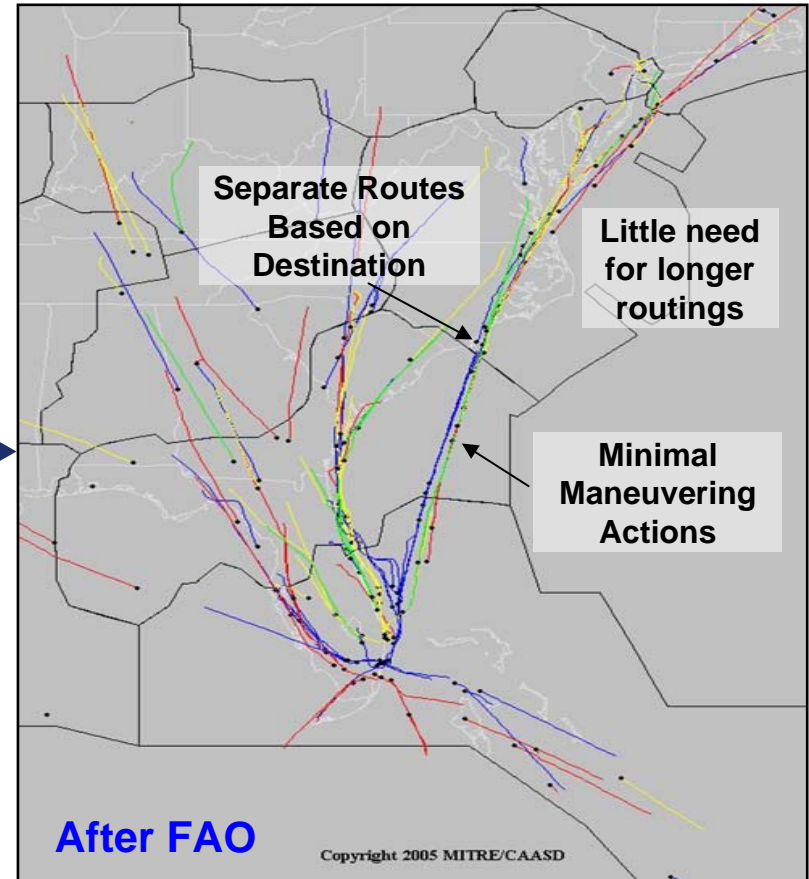 Separate Routes
Based on
Destination
Little need
for longer
routings
Minimal
Maneuvering
Actions
After FAO
Copyright 2005 MITRE/CAASD